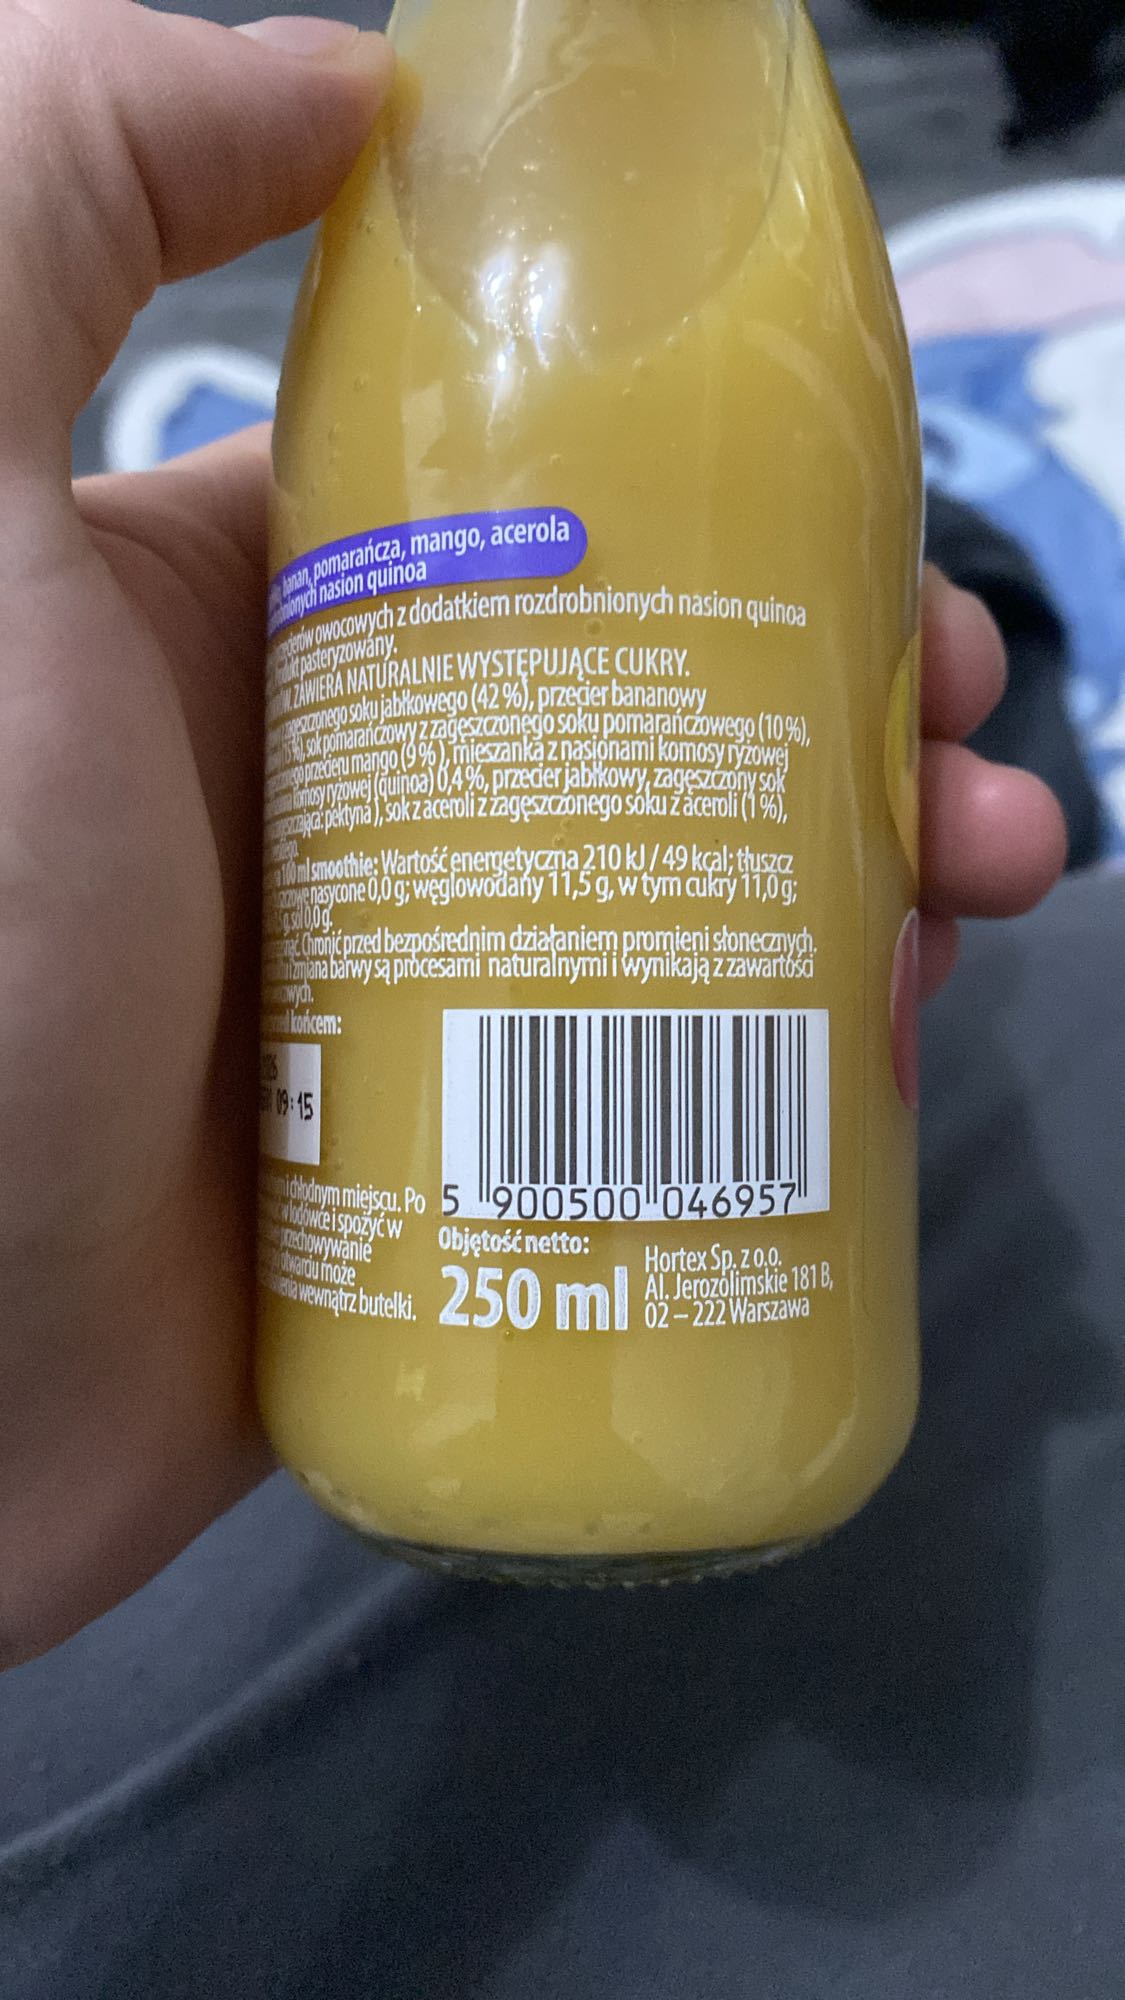 banan, pomarańcza, mango, acerola
nasion quinoa
owocowych z dodatkiem rozdrobnionych nasion quinoa
pasteryzowany.
ZAWIERA NATURALNIE WYSTĘPUJĄCE CUKRY.
zagęszczonego soku jabłkowego (42 %), przecier bananowy
sok pomarańczowy z zagęszczonego soku pomarańczowego (10 %),
przecieru mango (9 %), mieszanka z nasionami komosy ryżowej
komosy ryżowej (quinoa) 0,4 %, przecier jabłkowy, zagęszczony sok
pektyna), sok z aceroli z zagęszczonego soku z aceroli (1 %),
100 ml smoothie: Wartość energetyczna 210 kJ / 49 kcal; tłuszcz
nasycone 0,0 g; węglowodany 11,5 g, w tym cukry 11,0 g;
g, sól 0,0 g.
Chronić przed bezpośrednim działaniem promieni słonecznych.
zmiana barwy są procesami naturalnymi i wynikają z zawartości
końcem:
09:15
i chłodnym miejscu. Po
w lodówce i spożyć w
przechowywanie
otwarciu może
wewnątrz butelki.
5 900500 046957
Objętość netto:
250 ml
Hortex Sp. z o.o.
Al. Jerozolimskie 181 B,
02 – 222 Warszawa